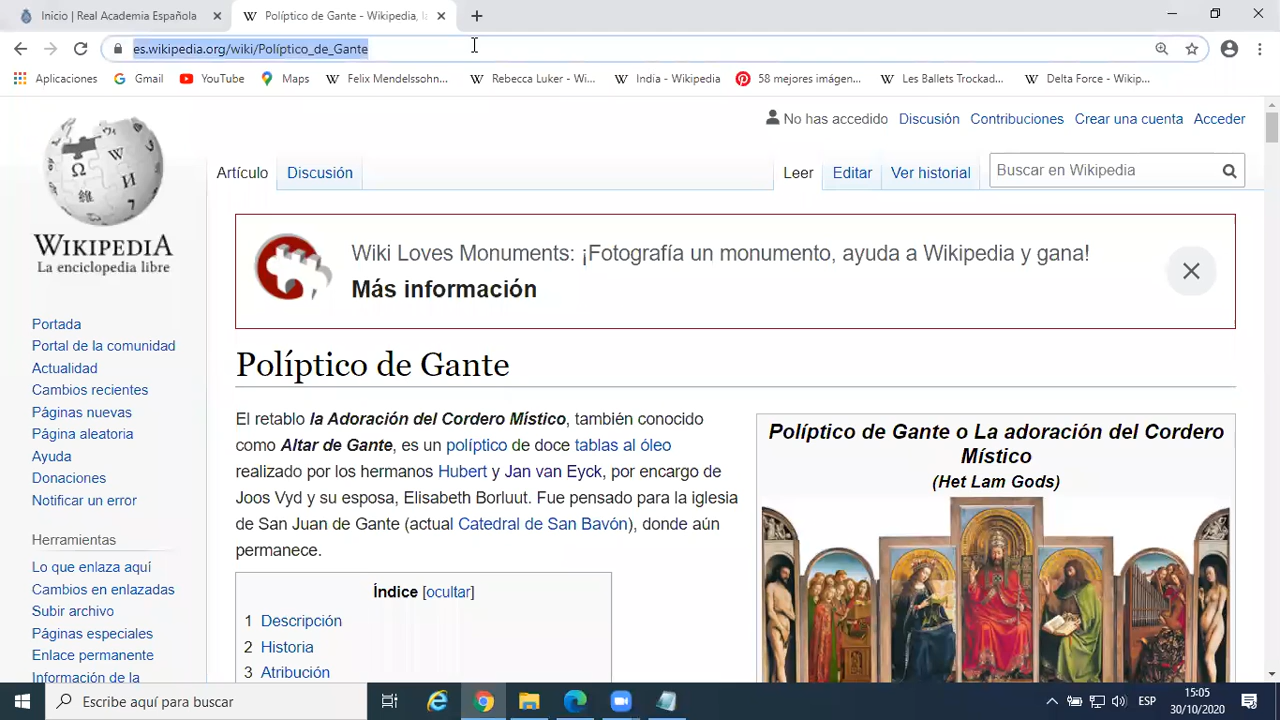 Inicio | Real Academia Española
Políptico de Gante - Wikipedia, la
es.wikipedia.org/wiki/Políptico_de_Gante
Aplicaciones
Gmail
YouTube
Maps
Felix Mendelssohn...
Rebecca Luker - Wi...
India - Wikipedia
58 mejores imágen...
Les Ballets Trockad...
Delta Force - Wikip...
No has accedido Discusión Contribuciones Crear una cuenta Acceder
Artículo Discusión Leer Editar Ver historial Buscar en Wikipedia
WIKIPEDIA
La enciclopedia libre
Wiki Loves Monuments: ¡Fotografía un monumento, ayuda a Wikipedia y gana!
Más información
Portada
Portal de la comunidad
Actualidad
Cambios recientes
Páginas nuevas
Página aleatoria
Ayuda
Donaciones
Notificar un error
Herramientas
Lo que enlaza aquí
Cambios en enlazadas
Subir archivo
Páginas especiales
Enlace permanente
Información de la
Políptico de Gante
El retablo la Adoración del Cordero Místico, también conocido
como Altar de Gante, es un políptico de doce tablas al óleo
realizado por los hermanos Hubert y Jan van Eyck, por encargo de
Joos Vyd y su esposa, Elisabeth Borluut. Fue pensado para la iglesia
de San Juan de Gante (actual Catedral de San Bavón), donde aún
permanece.
Índice [ocultar]
1 Descripción
2 Historia
3 Atribución
Políptico de Gante o La adoración del Cordero
Místico
(Het Lam Gods)
Escribe aquí para buscar
ESP
15:05
30/10/2020